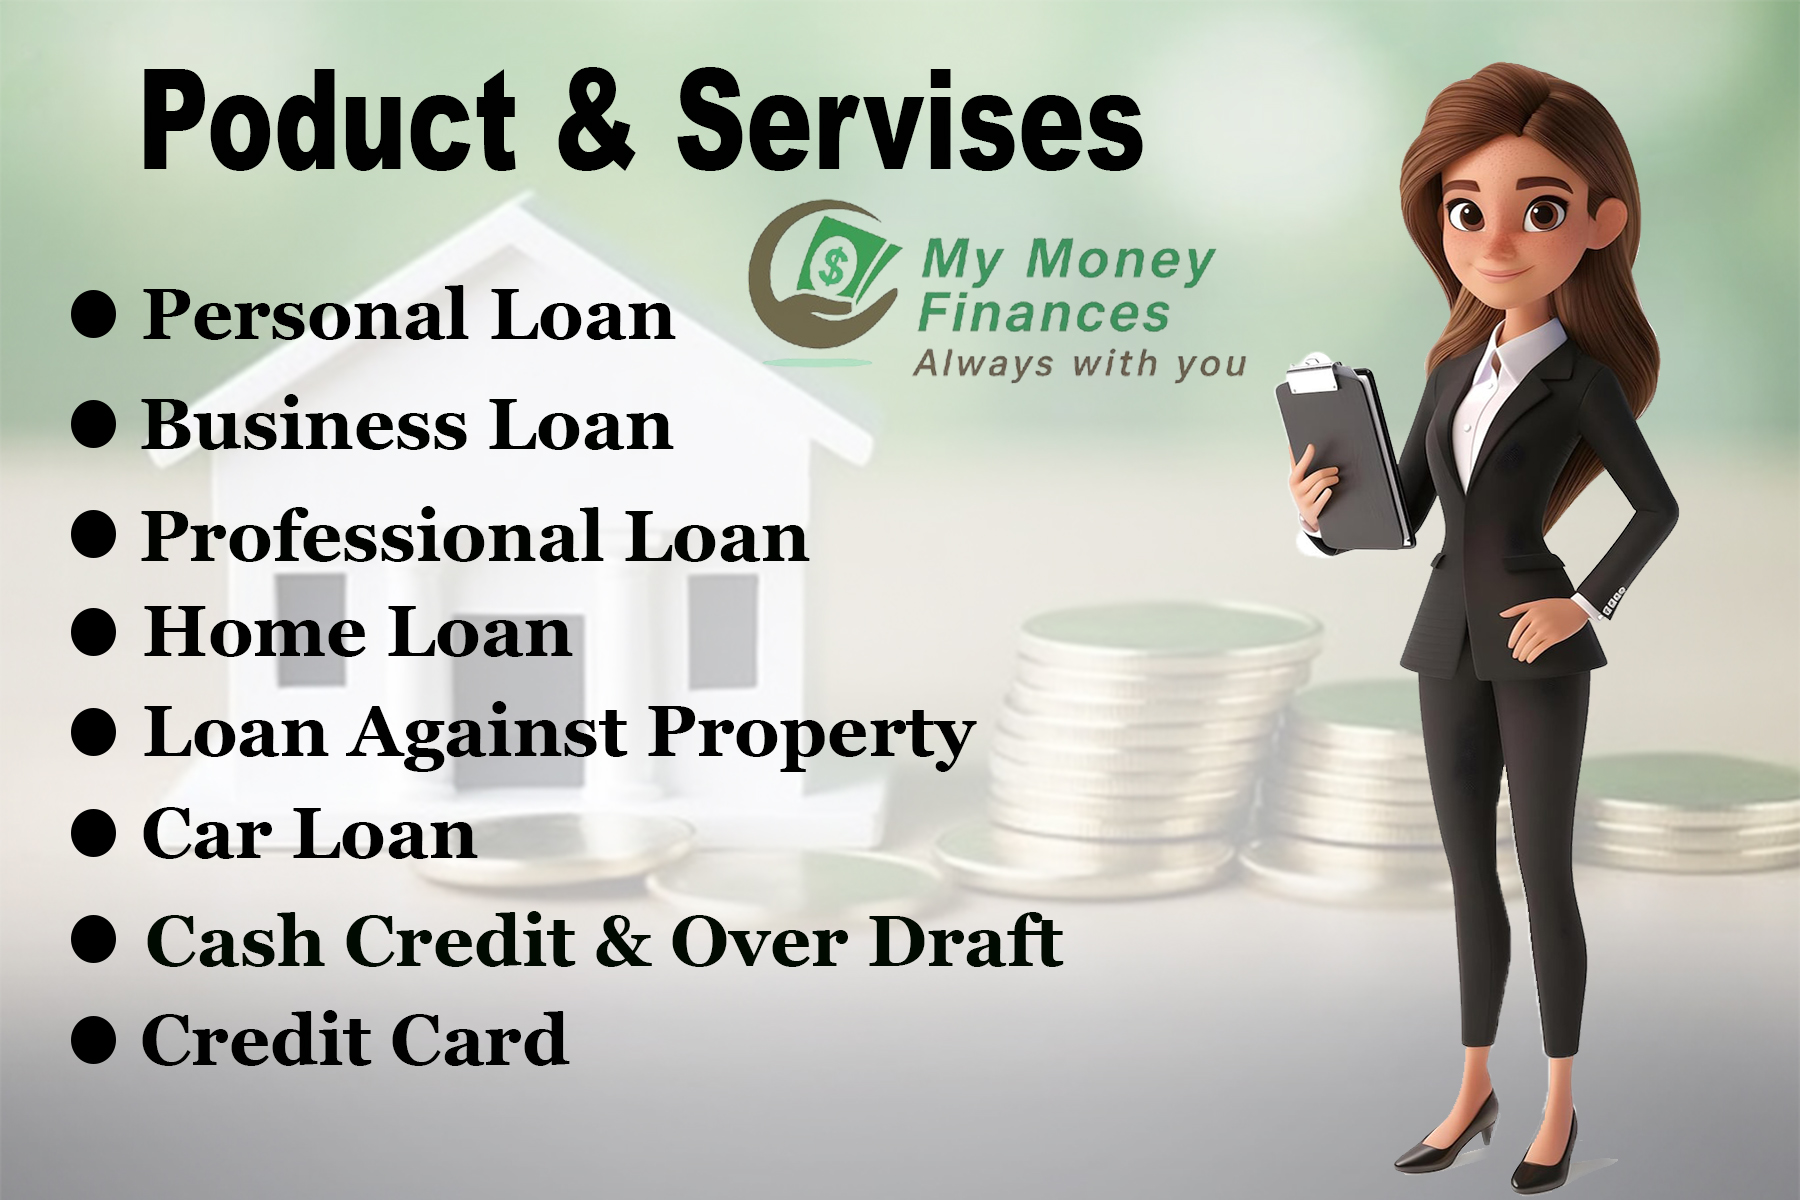 Poduct & Servises
$
My Money
Finances
Always with you
Personal Loan
Business Loan
Professional Loan
Home Loan
Loan Against Property
Car Loan
Cash Credit & Over Draft
Credit Card